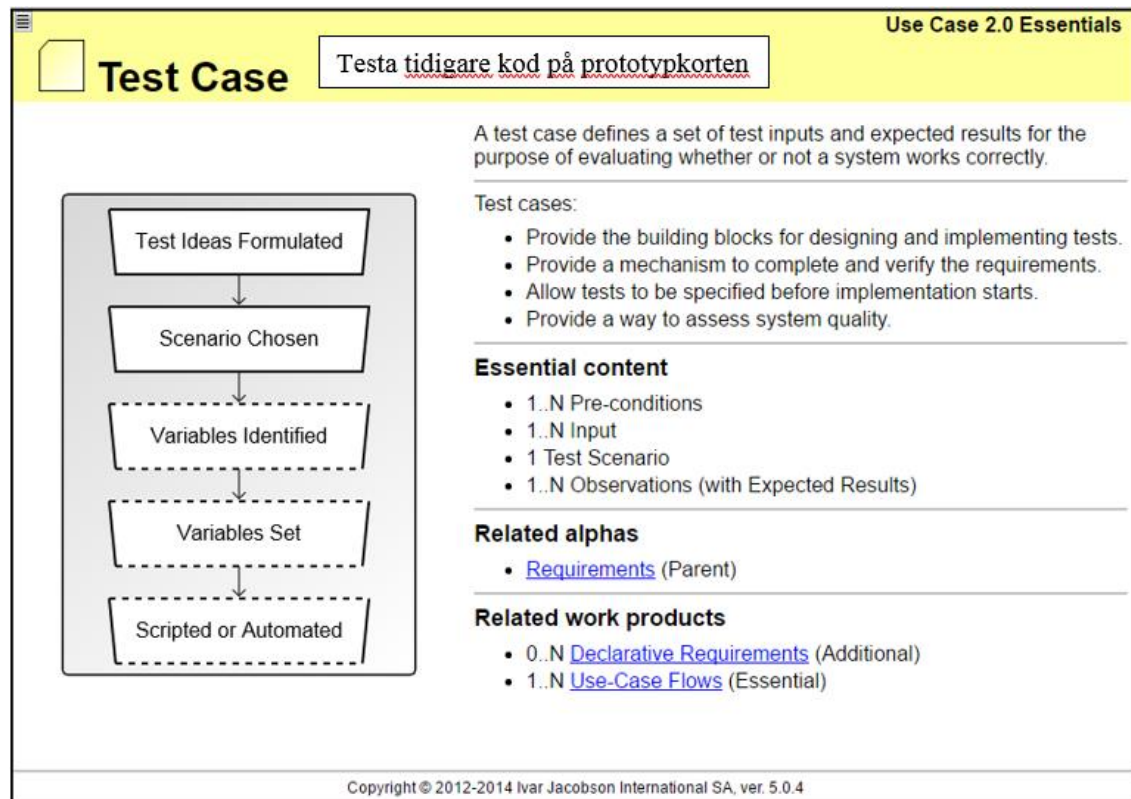 Use Case 2.0 Essentials
Test Case
Testa tidigare kod på prototypkorten
Test Ideas Formulated
Scenario Chosen
Variables Identified
Variables Set
Scripted or Automated
A test case defines a set of test inputs and expected results for the
purpose of evaluating whether or not a system works correctly.
Test cases:
• Provide the building blocks for designing and implementing tests.
• Provide a mechanism to complete and verify the requirements.
• Allow tests to be specified before implementation starts.
• Provide a way to assess system quality.
Essential content
• 1..N Pre-conditions
• 1..N Input
• 1 Test Scenario
• 1..N Observations (with Expected Results)
Related alphas
• Requirements (Parent)
Related work products
• 0..N Declarative Requirements (Additional)
• 1..N Use-Case Flows (Essential)
Copyright © 2012-2014 Ivar Jacobson International SA, ver. 5.0.4